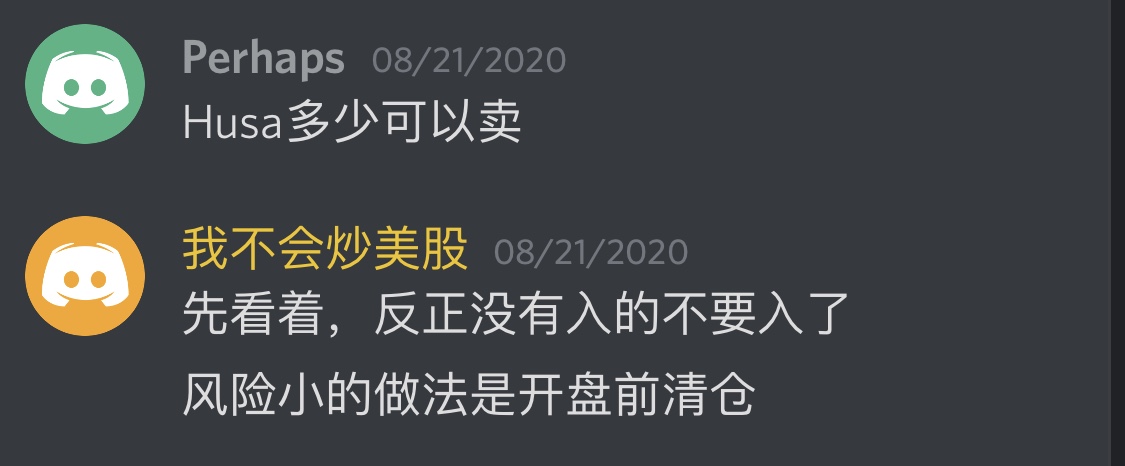 Perhaps 08/21/2020
Husa多少可以卖
我不会炒美股 08/21/2020
先看着，反正没有入的不要入了
风险小的做法是开盘前清仓